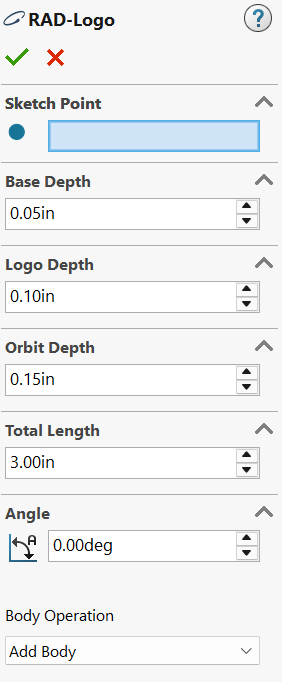 RAD-Logo
?
Sketch Point
Base Depth
0.05in
Logo Depth
0.10in
Orbit Depth
0.15in
Total Length
3.00in
Angle
A
0.00deg
Body Operation
Add Body